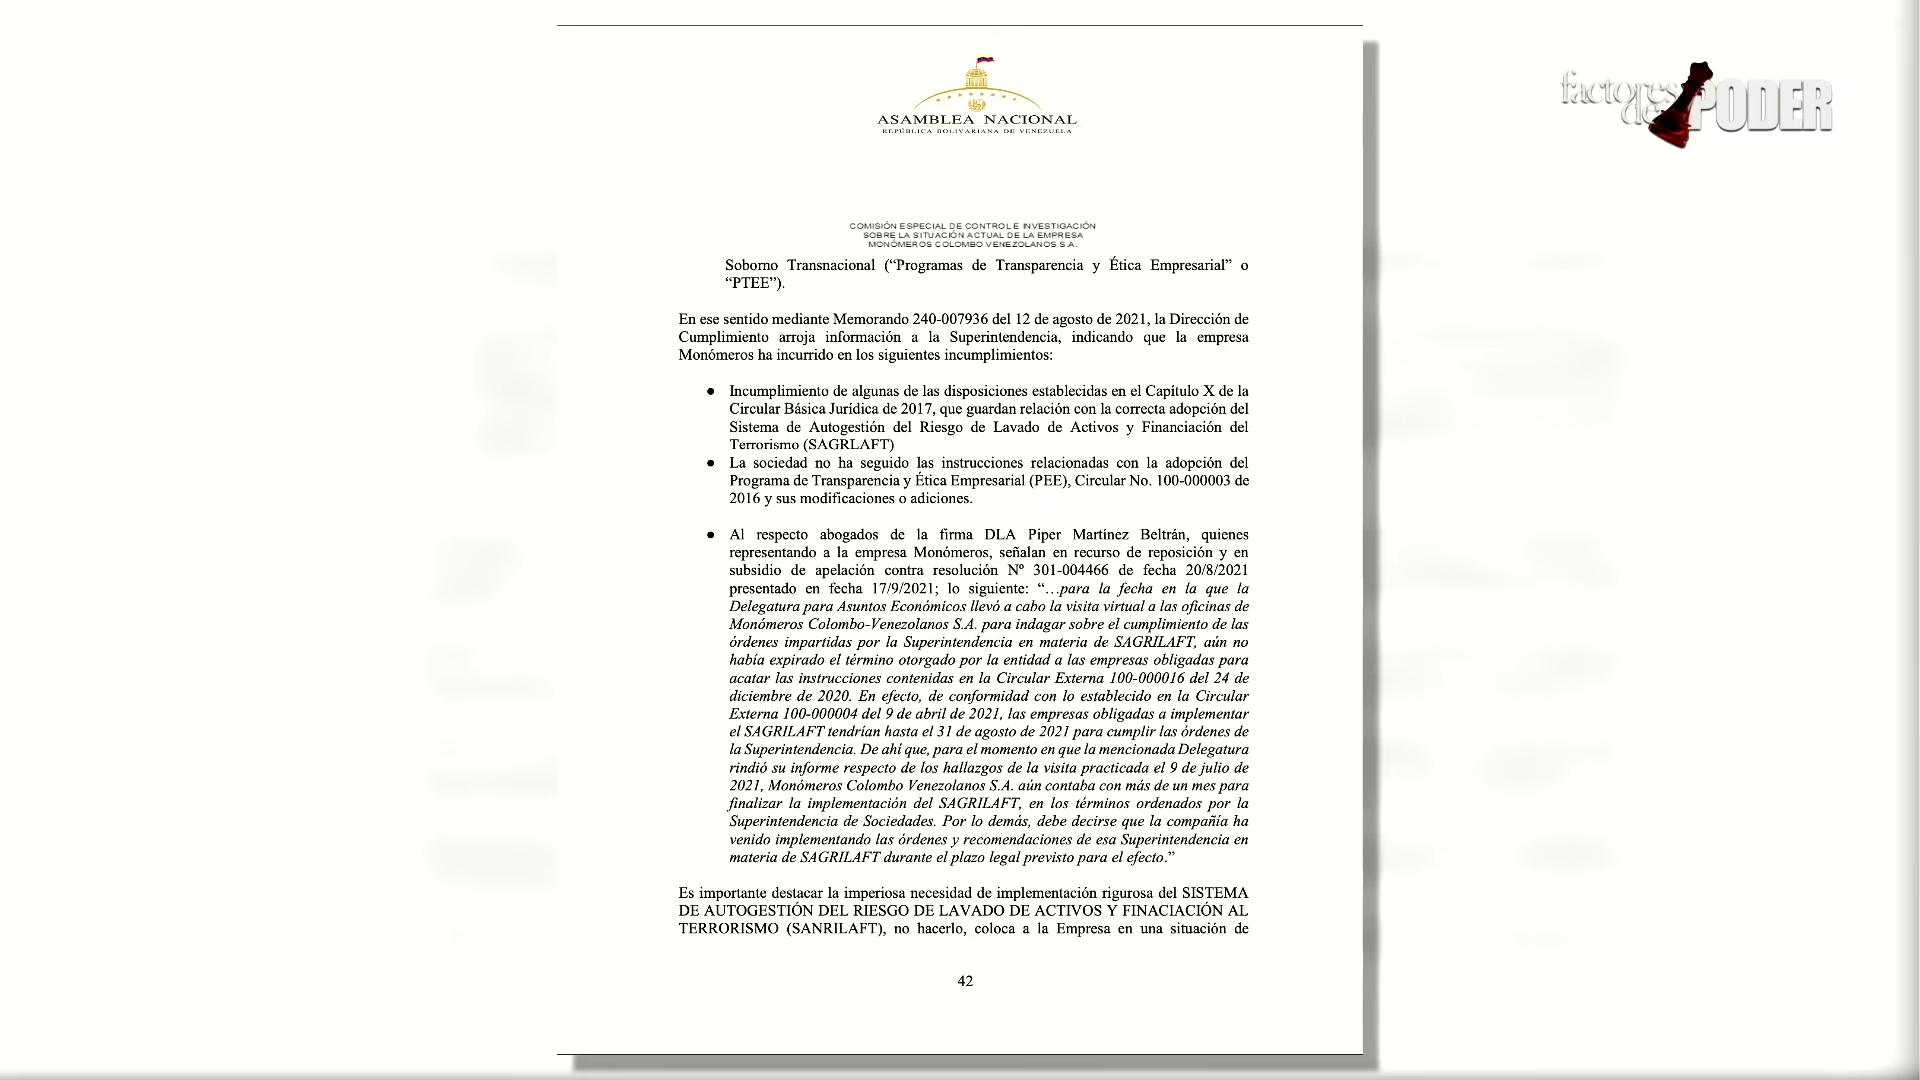 factores
de PODER
ASAMBLEA NACIONAL
REPÚBLICA BOLIVARIANA DE VENEZUELA
COMISIÓN ESPECIAL DE CONTROL E INVESTIGACIÓN
SOBRE LA SITUACIÓN ACTUAL DE LA EMPRESA
MONÓMEROS COLOMBO VENEZOLANOS S.A.
Soborno Transnacional (“Programas de Transparencia y Ética Empresarial” o
“PTEE”).
En ese sentido mediante Memorando 240-007936 del 12 de agosto de 2021, la Dirección de
Cumplimiento arroja información a la Superintendencia, indicando que la empresa
Monómeros ha incurrido en los siguientes incumplimientos:
● Incumplimiento de algunas de las disposiciones establecidas en el Capítulo X de la
Circular Básica Jurídica de 2017, que guardan relación con la correcta adopción del
Sistema de Autogestión del Riesgo de Lavado de Activos y Financiación del
Terrorismo (SAGRLAFT)
● La sociedad no ha seguido las instrucciones relacionadas con la adopción del
Programa de Transparencia y Ética Empresarial (PEE), Circular No. 100-000003 de
2016 y sus modificaciones o adiciones.
● Al respecto abogados de la firma DLA Piper Martínez Beltrán, quienes
representando a la empresa Monómeros, señalan en recurso de reposición y en
subsidio de apelación contra resolución Nº 301-004466 de fecha 20/8/2021
presentado en fecha 17/9/2021; lo siguiente: “…para la fecha en la que la
Delegatura para Asuntos Económicos llevó a cabo la visita virtual a las oficinas de
Monómeros Colombo-Venezolanos S.A. para indagar sobre el cumplimiento de las
órdenes impartidas por la Superintendencia en materia de SAGRILAFT, aún no
había expirado el término otorgado por la entidad a las empresas obligadas para
acatar las instrucciones contenidas en la Circular Externa 100-000016 del 24 de
diciembre de 2020. En efecto, de conformidad con lo establecido en la Circular
Externa 100-000004 del 9 de abril de 2021, las empresas obligadas a implementar
el SAGRILAFT tendrían hasta el 31 de agosto de 2021 para cumplir las órdenes de
la Superintendencia. De ahí que, para el momento en que la mencionada Delegatura
rindió su informe respecto de los hallazgos de la visita practicada el 9 de julio de
2021, Monómeros Colombo Venezolanos S.A. aún contaba con más de un mes para
finalizar la implementación del SAGRILAFT, en los términos ordenados por la
Superintendencia de Sociedades. Por lo demás, debe decirse que la compañía ha
venido implementando las órdenes y recomendaciones de esa Superintendencia en
materia de SAGRILAFT durante el plazo legal previsto para el efecto.”
Es importante destacar la imperiosa necesidad de implementación rigurosa del SISTEMA
DE AUTOGESTIÓN DEL RIESGO DE LAVADO DE ACTIVOS Y FINACIACIÓN AL
TERRORISMO (SANRILAFT), no hacerlo, coloca a la Empresa en una situación de
42